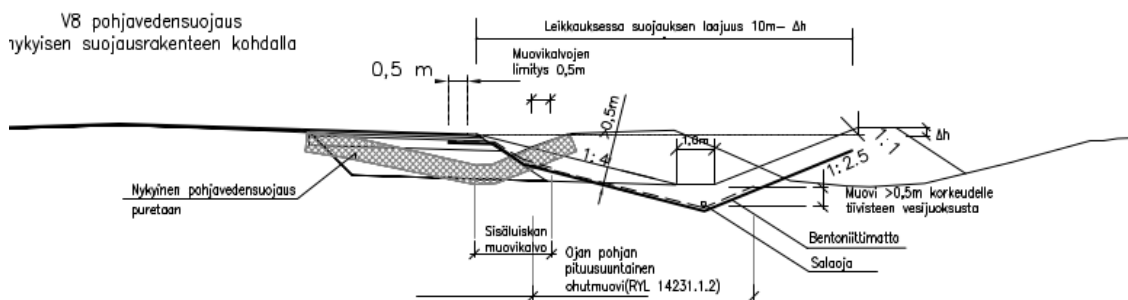 V8 pohjavedensuojaus
nykyisen suojausrakenteen kohdalla
Leikkauksessa suojauksen laajuus 10m- Δh
Muovikalvojen
limitys 0,5m
0,5 m
>0,5m
1:4
1,0m
1:1
Δh
1:2.5
Nykyinen pohjavedensuojaus
puretaan
Muovi >0,5m korkeudelle
tiivisteen vesijuoksusta
Sisäluiskan
muovikalvo
Ojan pohjan
pituusuuntainen
ohutmuovi(RYL 14231.1.2)
Bentoniittimatto
Salaoja